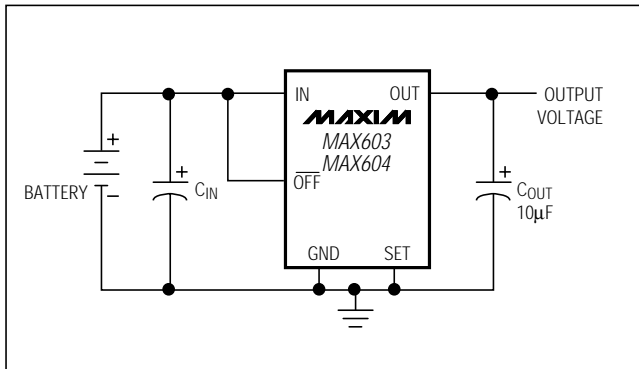 IN
OUT
OUTPUT
VOLTAGE
MAXIM
MAX603
MAX604
+
+
+
−
BATTERY
CIN
OFF
COUT
10µF
GND
SET